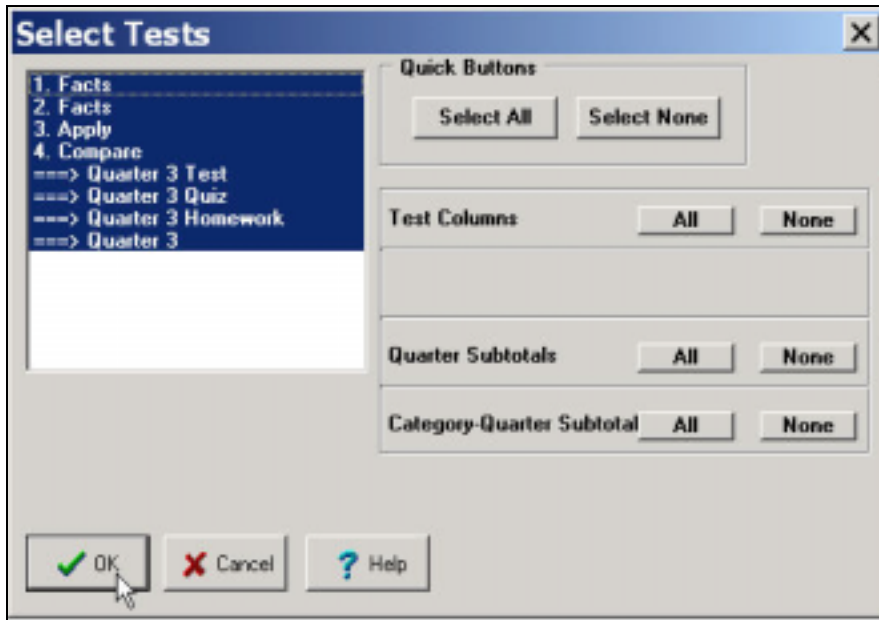 Select Tests
1. Facts
2. Facts
3. Apply
4. Compare
===> Quarter 3 Test
===> Quarter 3 Quiz
===> Quarter 3 Homework
===> Quarter 3
Quick Buttons
Select All Select None
Test Columns All None
Quarter Subtotals All None
Category-Quarter Subtotal All None
OK Cancel ? Help